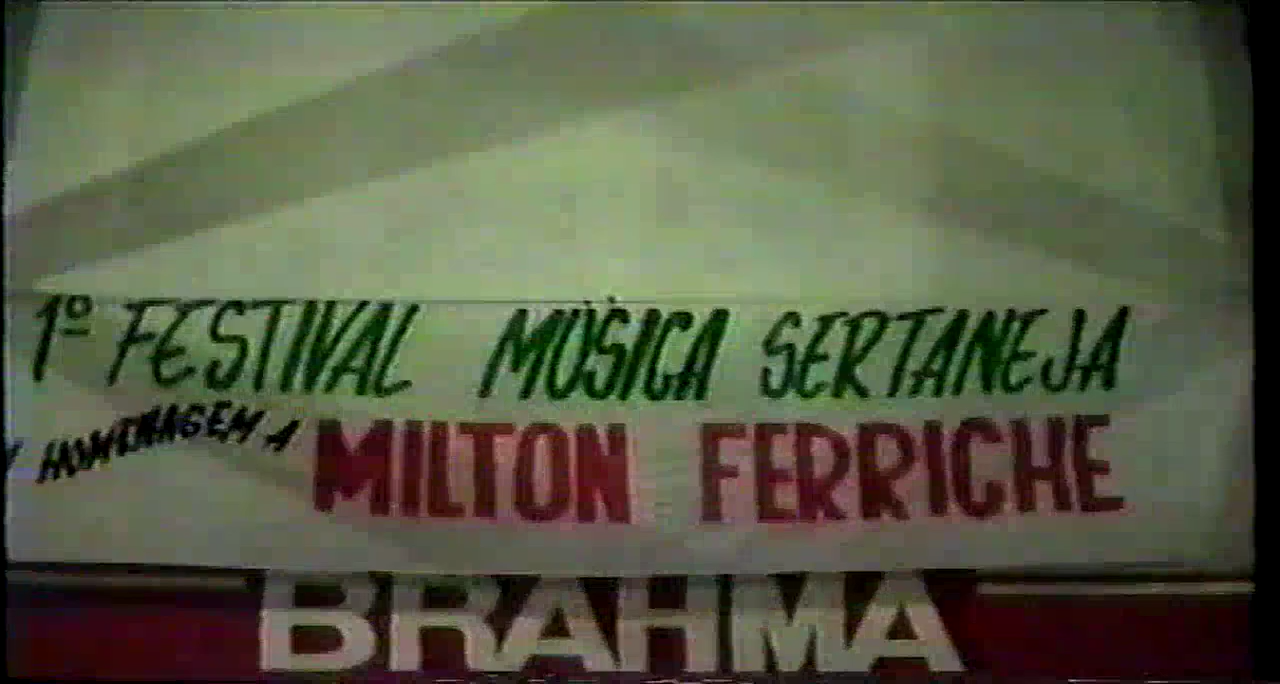 1º FESTIVAL MÚSICA SERTANEJA
HOMENAGEM A MILTON FERRICHE
BRAHMA